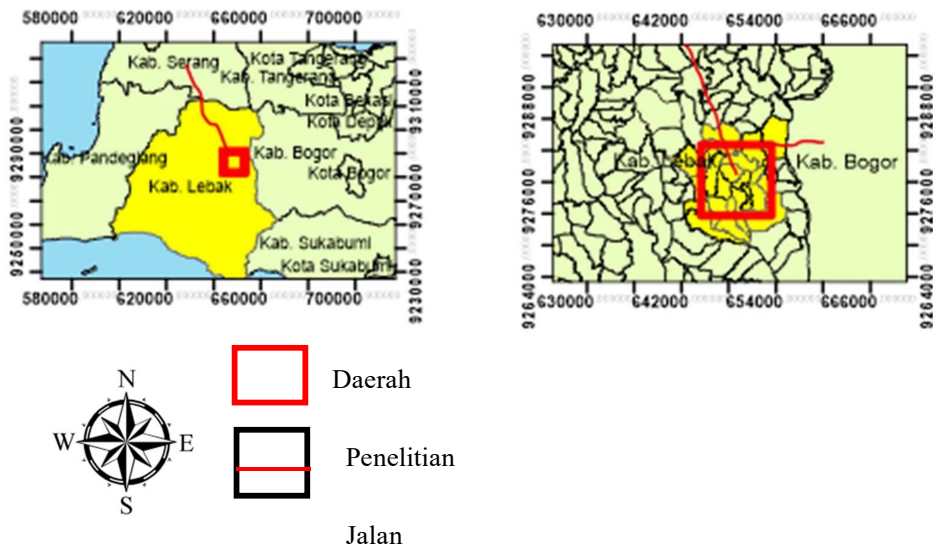 580000 620000 660000 700000
Kab. Serang
Kota Tangerang
Kab. Tangerang
Kota Bekasi
Kota Depok
Kab. Pandeglang
Kab. Bogor
Kota Bogor
Kab. Lebak
Kab. Sukabumi
Kota Sukabumi
9290000
9250000
9310000
9270000
9230000
580000 620000 660000 700000
630000 642000 654000 666000
Kab. Lebak
Kab. Bogor
9288000
9276000
9264000
9288000
9276000
9264000
630000 642000 654000 666000
N
W
E
S
Daerah
Penelitian
Jalan